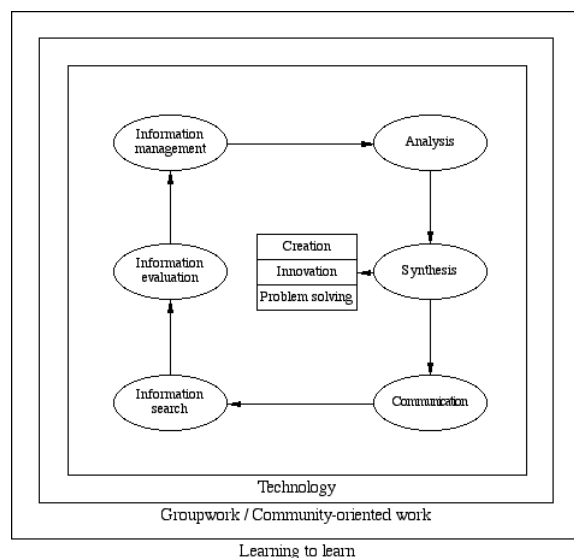 Information
management
Analysis
Creation
Innovation
Problem solving
Information
evaluation
Synthesis
Information
search
Communication
Technology
Groupwork / Community-oriented work
Learning to learn